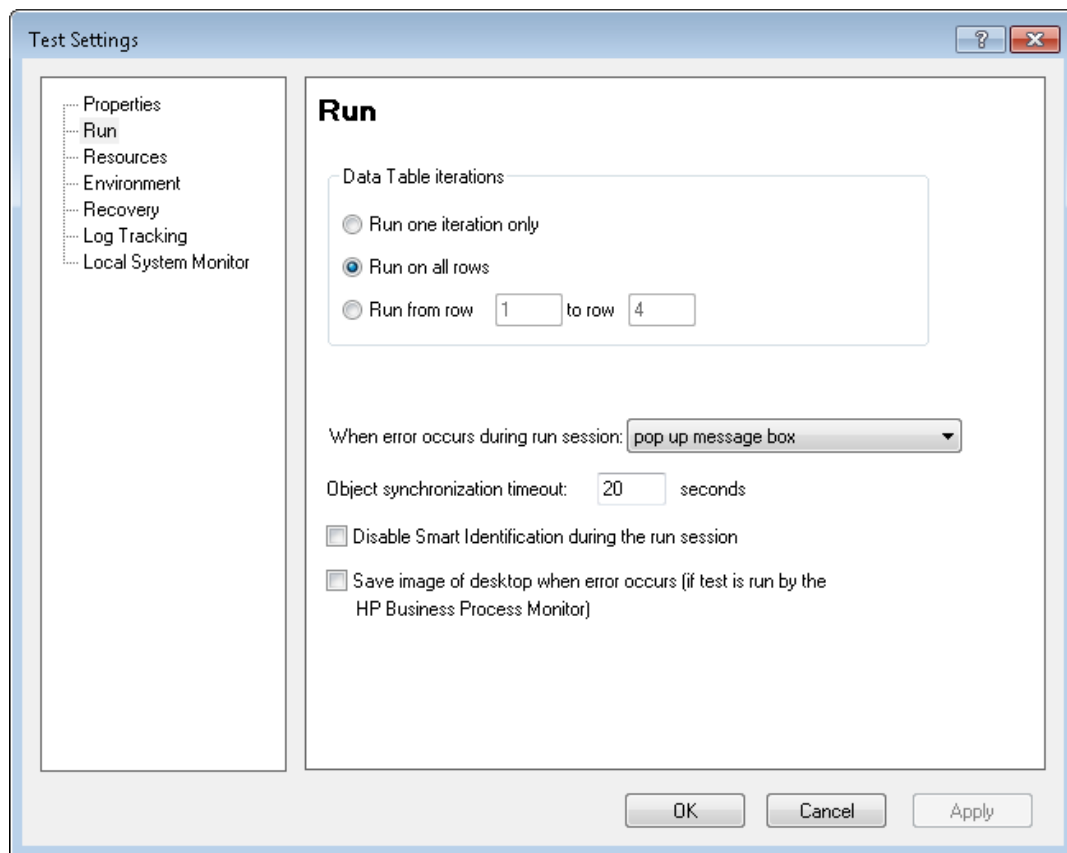 Test Settings
Properties
Run
Resources
Environment
Recovery
Log Tracking
Local System Monitor
Run
Data Table iterations
Run one iteration only
Run on all rows
Run from row 1 to row 4
When error occurs during run session: pop up message box
Object synchronization timeout: 20 seconds
Disable Smart Identification during the run session
Save image of desktop when error occurs (if test is run by the
HP Business Process Monitor)
OK Cancel Apply